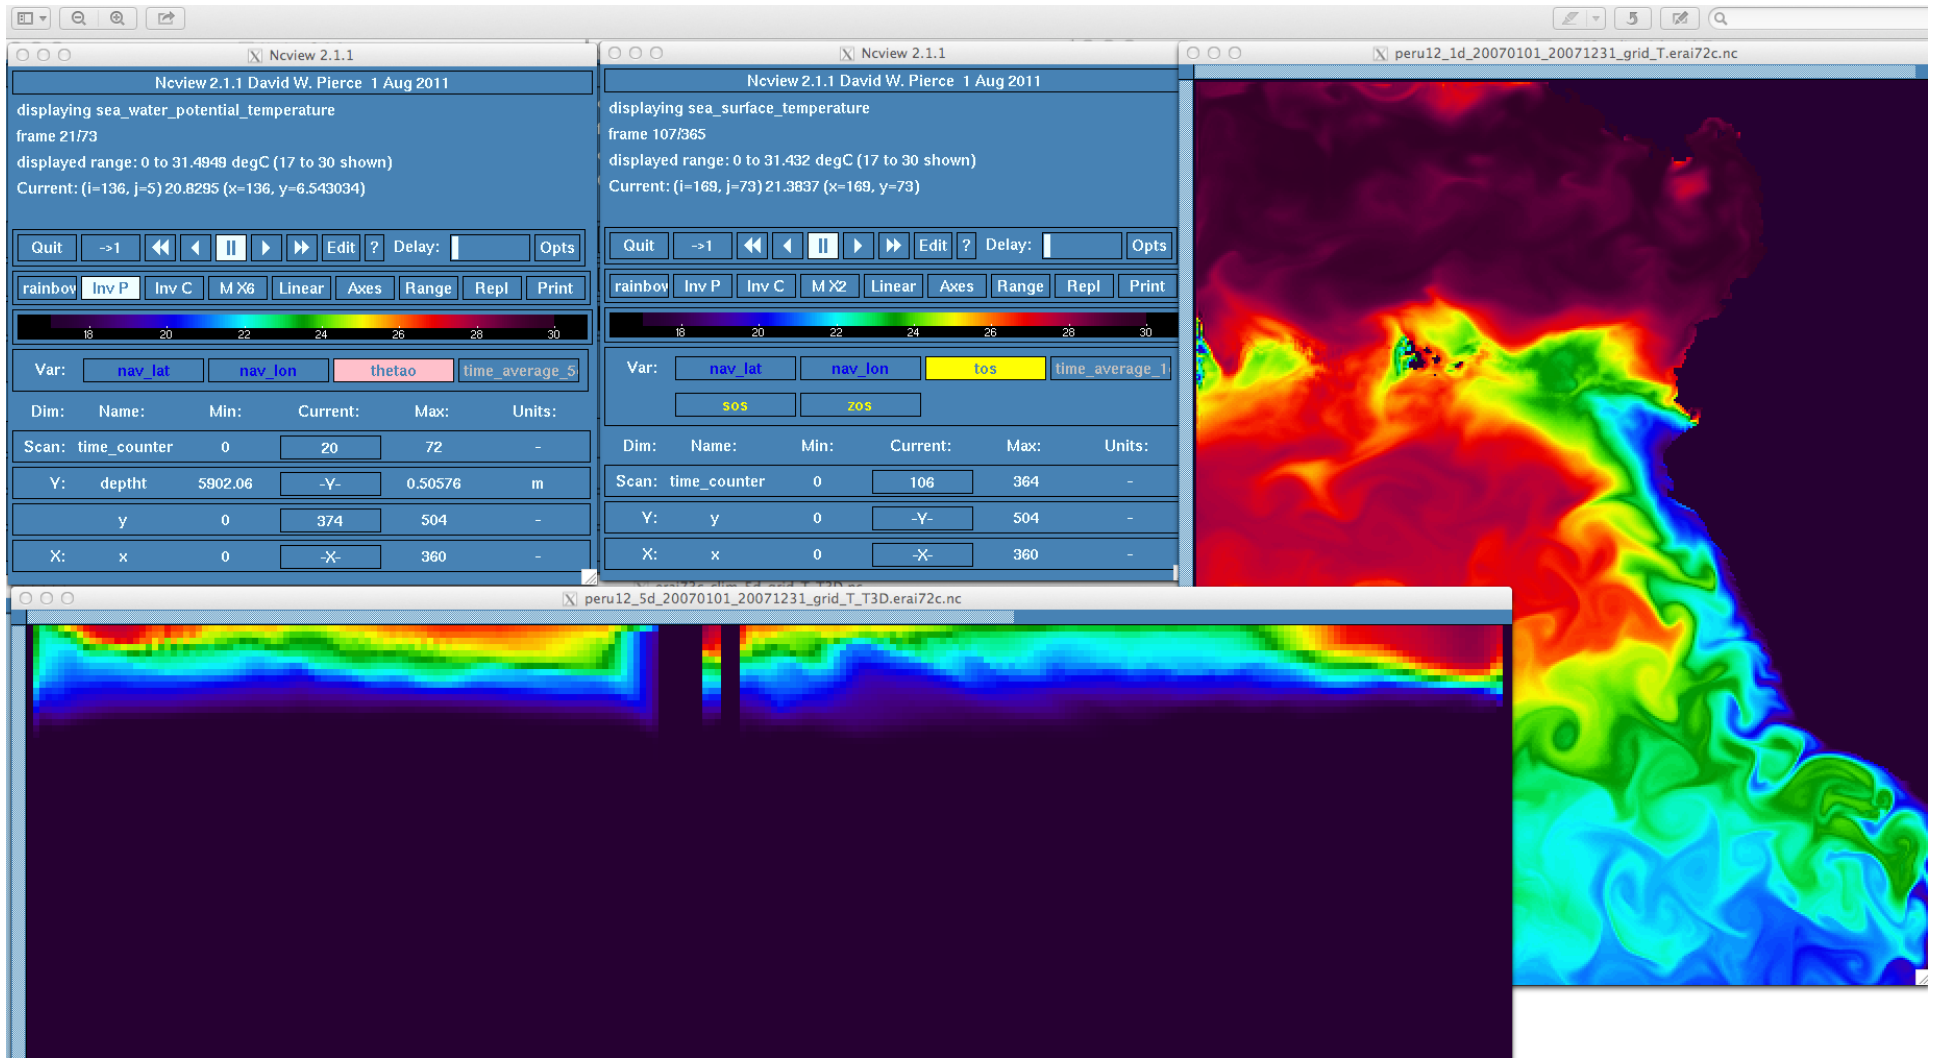 Ncview 2.1.1
Ncview 2.1.1 David W. Pierce 1 Aug 2011
displaying sea_water_potential_temperature
frame 21/73
displayed range: 0 to 31.4949 degC (17 to 30 shown)
Current: (i=136, j=5) 20.8295 (x=136, y=6.543034)
Quit ->1 Edit ? Delay: Opts
rainbow Inv P Inv C M X6 Linear Axes Range Repl Print
18 20 22 24 26 28 30
Var: nav_lat nav_lon thetao time_average_5
Dim: Name: Min: Current: Max: Units:
Scan: time_counter 0 20 72 -
Y: deptht 5902.06 -Y- 0.50576 m
y 0 374 504 -
X: x 0 -X- 360 -
Ncview 2.1.1
Ncview 2.1.1 David W. Pierce 1 Aug 2011
displaying sea_surface_temperature
frame 107/365
displayed range: 0 to 31.432 degC (17 to 30 shown)
Current: (i=169, j=73) 21.3837 (x=169, y=73)
Quit ->1 Edit ? Delay: Opts
rainbow Inv P Inv C M X2 Linear Axes Range Repl Print
18 20 22 24 26 28 30
Var: nav_lat nav_lon tos time_average_1
sos zos
Dim: Name: Min: Current: Max: Units:
Scan: time_counter 0 106 364 -
Y: y 0 -Y- 504 -
X: x 0 -X- 360 -
peru12_1d_20070101_20071231_grid_T.erai72c.nc
peru12_5d_20070101_20071231_grid_T_T3D.erai72c.nc